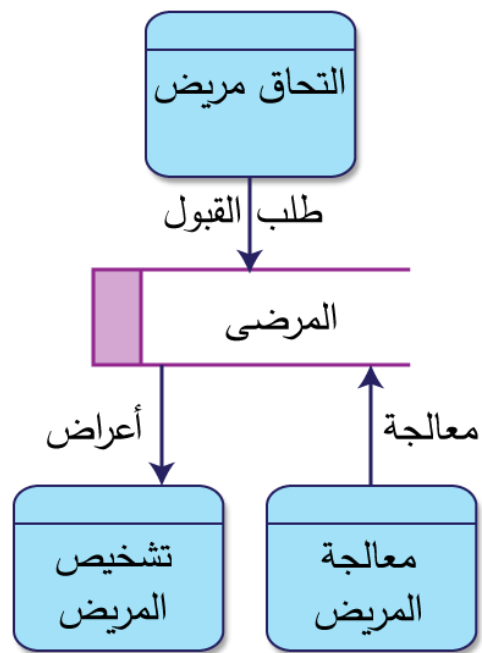 التحاق مريض
طلب القبول
المرضى
أعراض
معالجة
تشخيص
المريض
معالجة
المريض